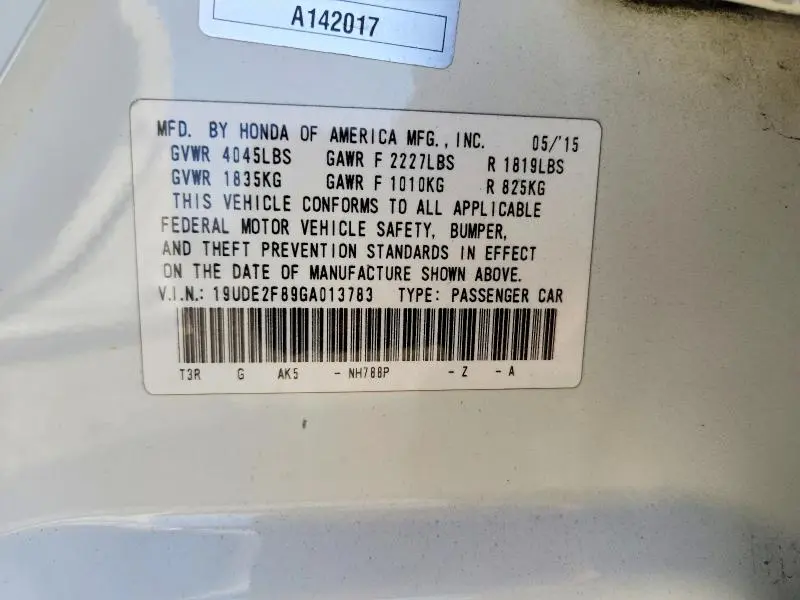 A142017
MFD. BY HONDA OF AMERICA MFG., INC. 05/'15
GVWR 4045LBS GAWR F 2227LBS R 1819LBS
GVWR 1835KG GAWR F 1010KG R 825KG
THIS VEHICLE CONFORMS TO ALL APPLICABLE
FEDERAL MOTOR VEHICLE SAFETY, BUMPER,
AND THEFT PREVENTION STANDARDS IN EFFECT
ON THE DATE OF MANUFACTURE SHOWN ABOVE.
V.I.N.: 19UDE2F89GA013783 TYPE: PASSENGER CAR
T3R G AK5 - NH788P - Z - A